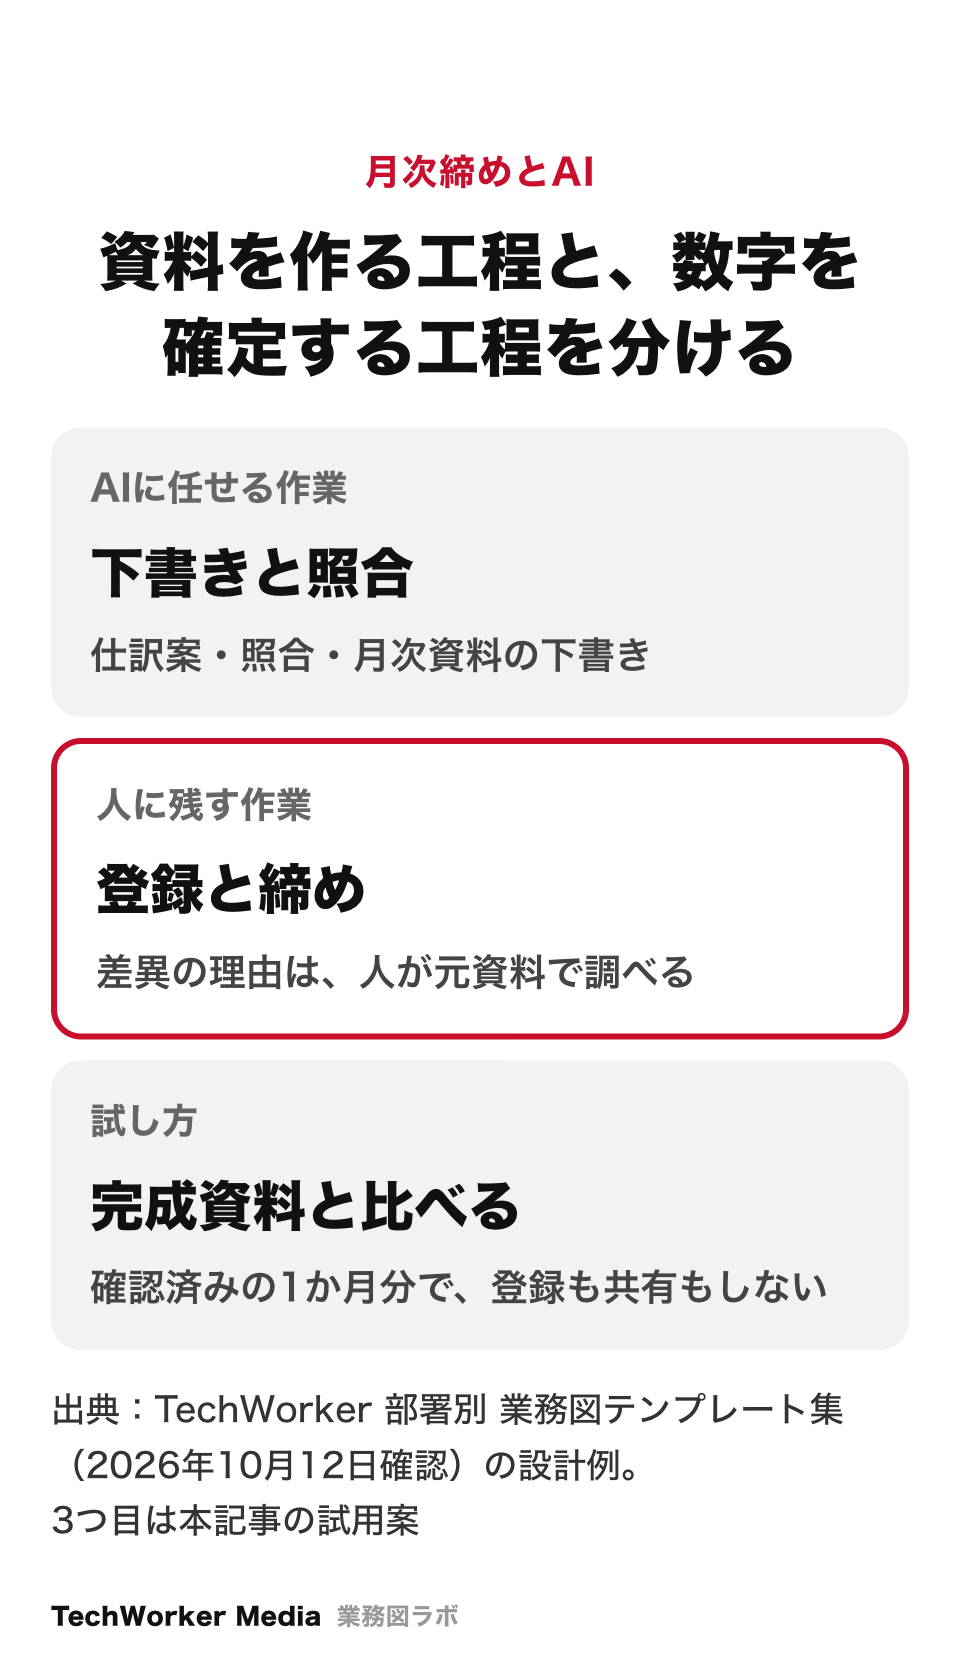 月次締めとAI
資料を作る工程と、数字を
確定する工程を分ける
AIに任せる作業
下書きと照合
仕訳案・照合・月次資料の下書き
人に残す作業
登録と締め
差異の理由は、人が元資料で調べる
試し方
完成資料と比べる
確認済みの1か月分で、登録も共有もしない
出典：TechWorker 部署別 業務図テンプレート集
（2026年10月12日確認）の設計例。
3つ目は本記事の試用案
TechWorker Media 業務図ラボ